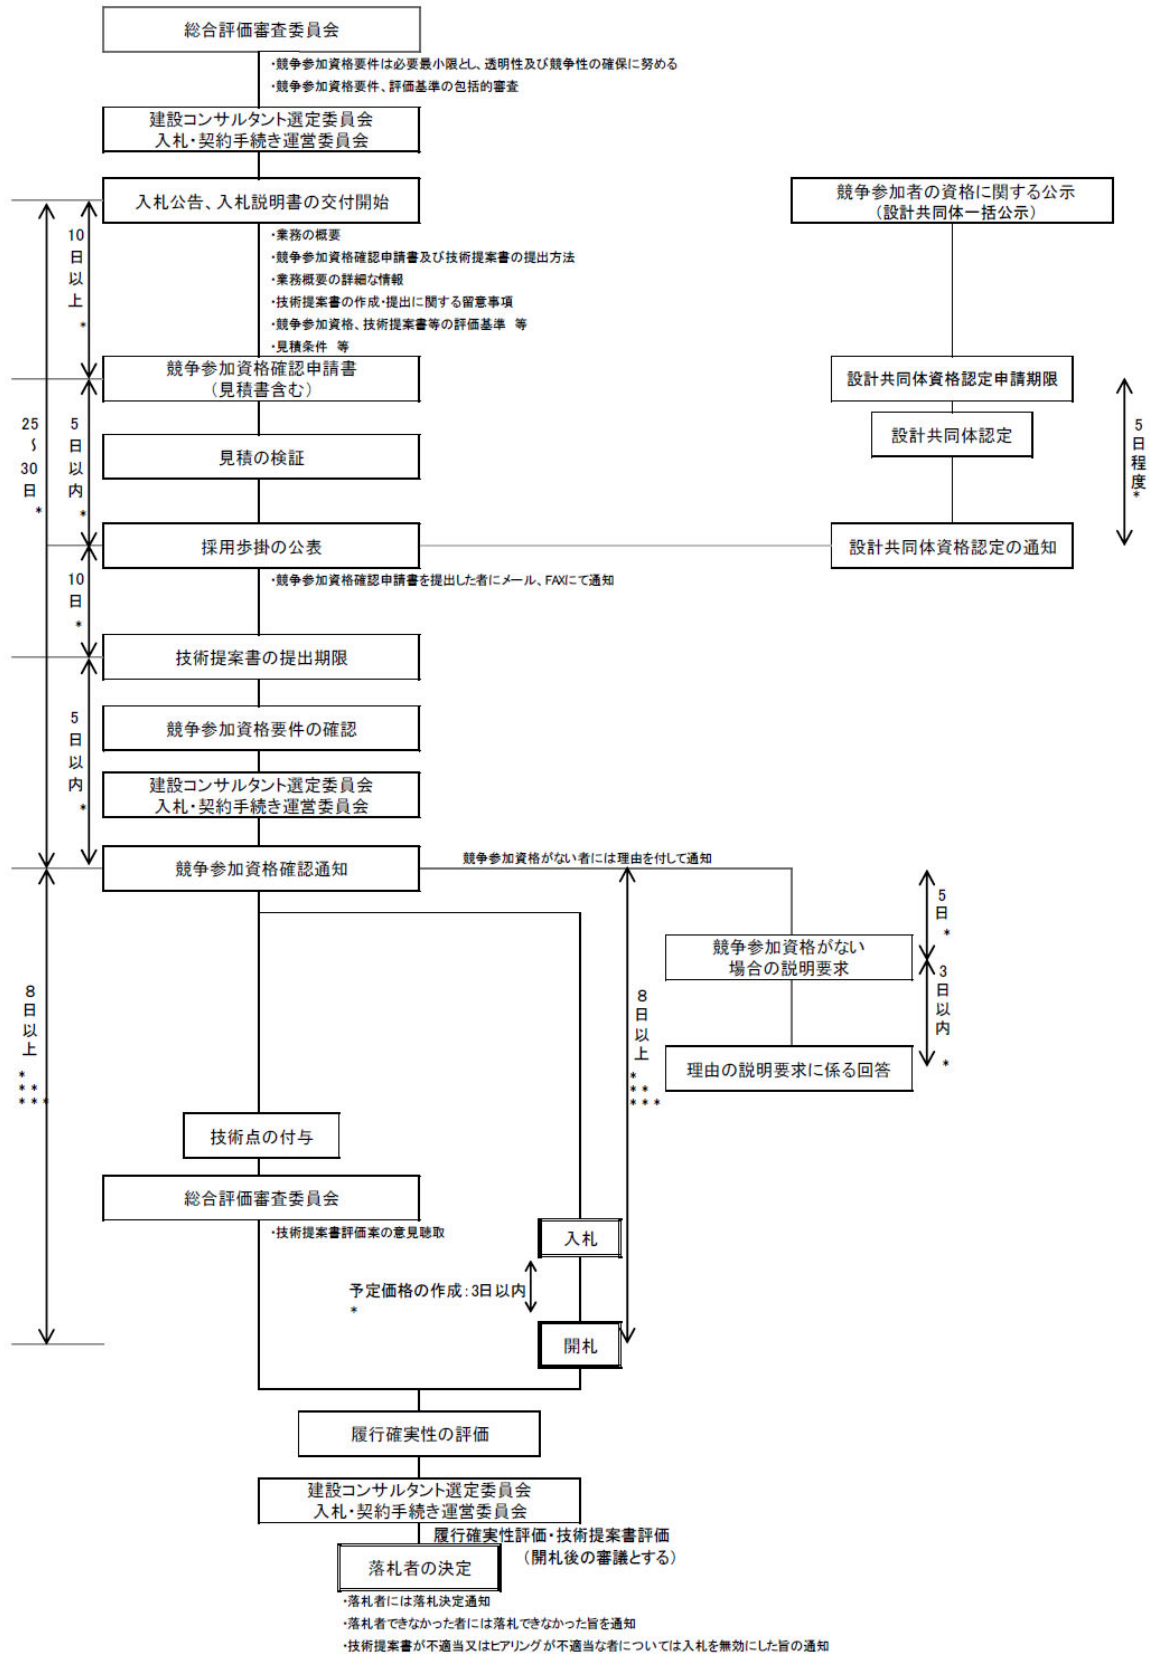 総合評価審査委員会
・競争参加資格要件は必要最小限とし、透明性及び競争性の確保に努める
・競争参加資格要件、評価基準の包括的審査
建設コンサルタント選定委員会
入札・契約手続き運営委員会
入札公告、入札説明書の交付開始
競争参加者の資格に関する公示
（設計共同体一括公示）
10日以上 *
・業務の概要
・競争参加資格確認申請書及び技術提案書の提出方法
・業務概要の詳細な情報
・技術提案書の作成・提出に関する留意事項
・競争参加資格、技術提案書等の評価基準 等
・見積条件 等
競争参加資格確認申請書
（見積書含む）
設計共同体資格認定申請期限
25～30日 *
5日以内 *
設計共同体認定
5日程度 *
見積の検証
採用歩掛の公表
設計共同体資格認定の通知
・競争参加資格確認申請書を提出した者にメール、FAXにて通知
10日 *
技術提案書の提出期限
5日以内 *
競争参加資格要件の確認
建設コンサルタント選定委員会
入札・契約手続き運営委員会
競争参加資格確認通知
競争参加資格がない者には理由を付して通知
5日 *
競争参加資格がない
場合の説明要求
3日以内 *
8日以上
*
* *
* * *
8日以上
*
* *
* * *
理由の説明要求に係る回答
技術点の付与
総合評価審査委員会
・技術提案書評価案の意見聴取
入札
予定価格の作成：3日以内
*
開札
履行確実性の評価
建設コンサルタント選定委員会
入札・契約手続き運営委員会
履行確実性評価・技術提案書評価
（開札後の審議とする）
落札者の決定
・落札者には落札決定通知
・落札者できなかった者には落札できなかった旨を通知
・技術提案書が不適当又はヒアリングが不適当な者については入札を無効にした旨の通知